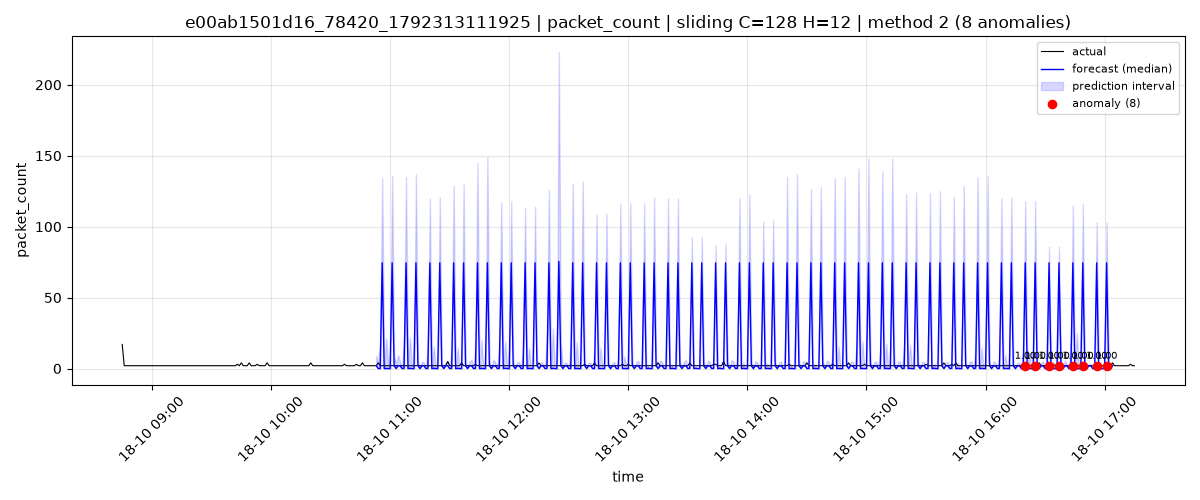 e00ab1501d16_78420_1792313111925 | packet_count | sliding C=128 H=12 | method 2 (8 anomalies)
actual
forecast (median)
prediction interval
anomaly (8)
packet_count
200
150
100
50
0
18-10 09:00
18-10 10:00
18-10 11:00
18-10 12:00
18-10 13:00
18-10 14:00
18-10 15:00
18-10 16:00
18-10 17:00
time